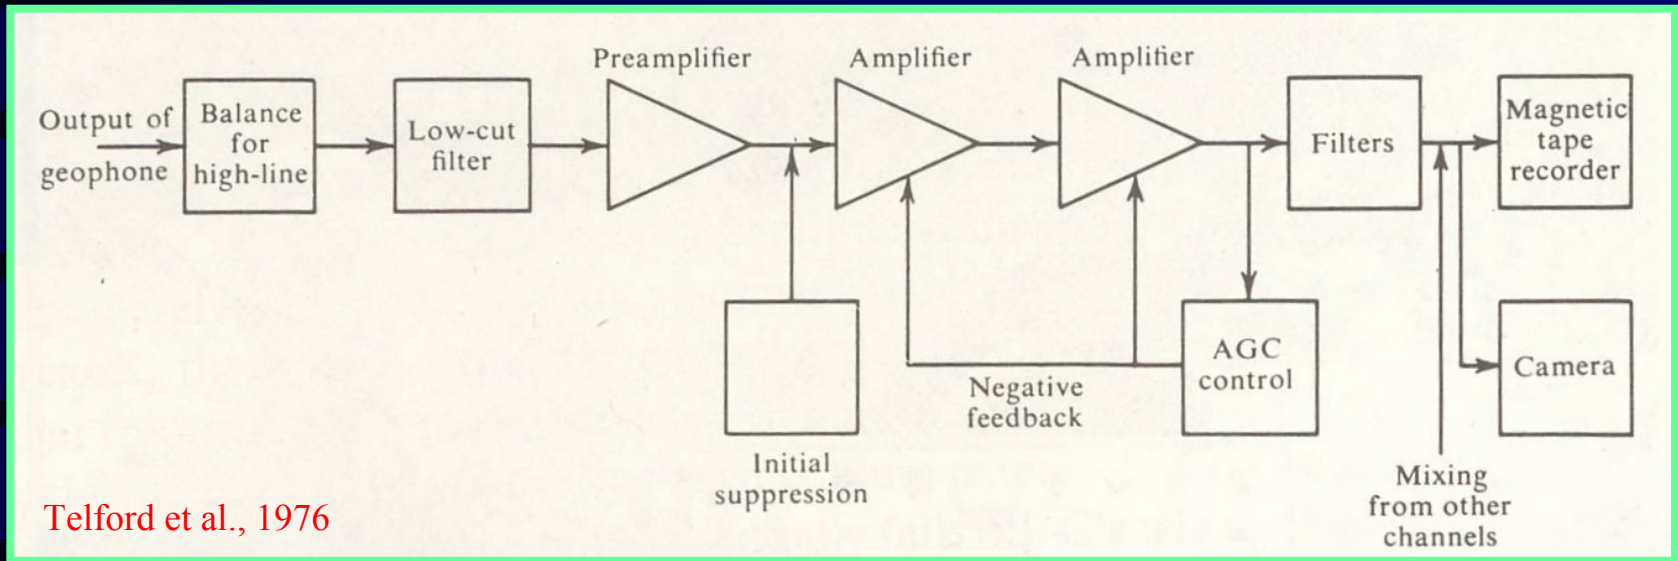 Output of
geophone
Balance
for
high-line
Low-cut
filter
Preamplifier
Amplifier
Amplifier
Filters
Magnetic
tape
recorder
Initial
suppression
Negative
feedback
AGC
control
Camera
Mixing
from other
channels
Telford et al., 1976